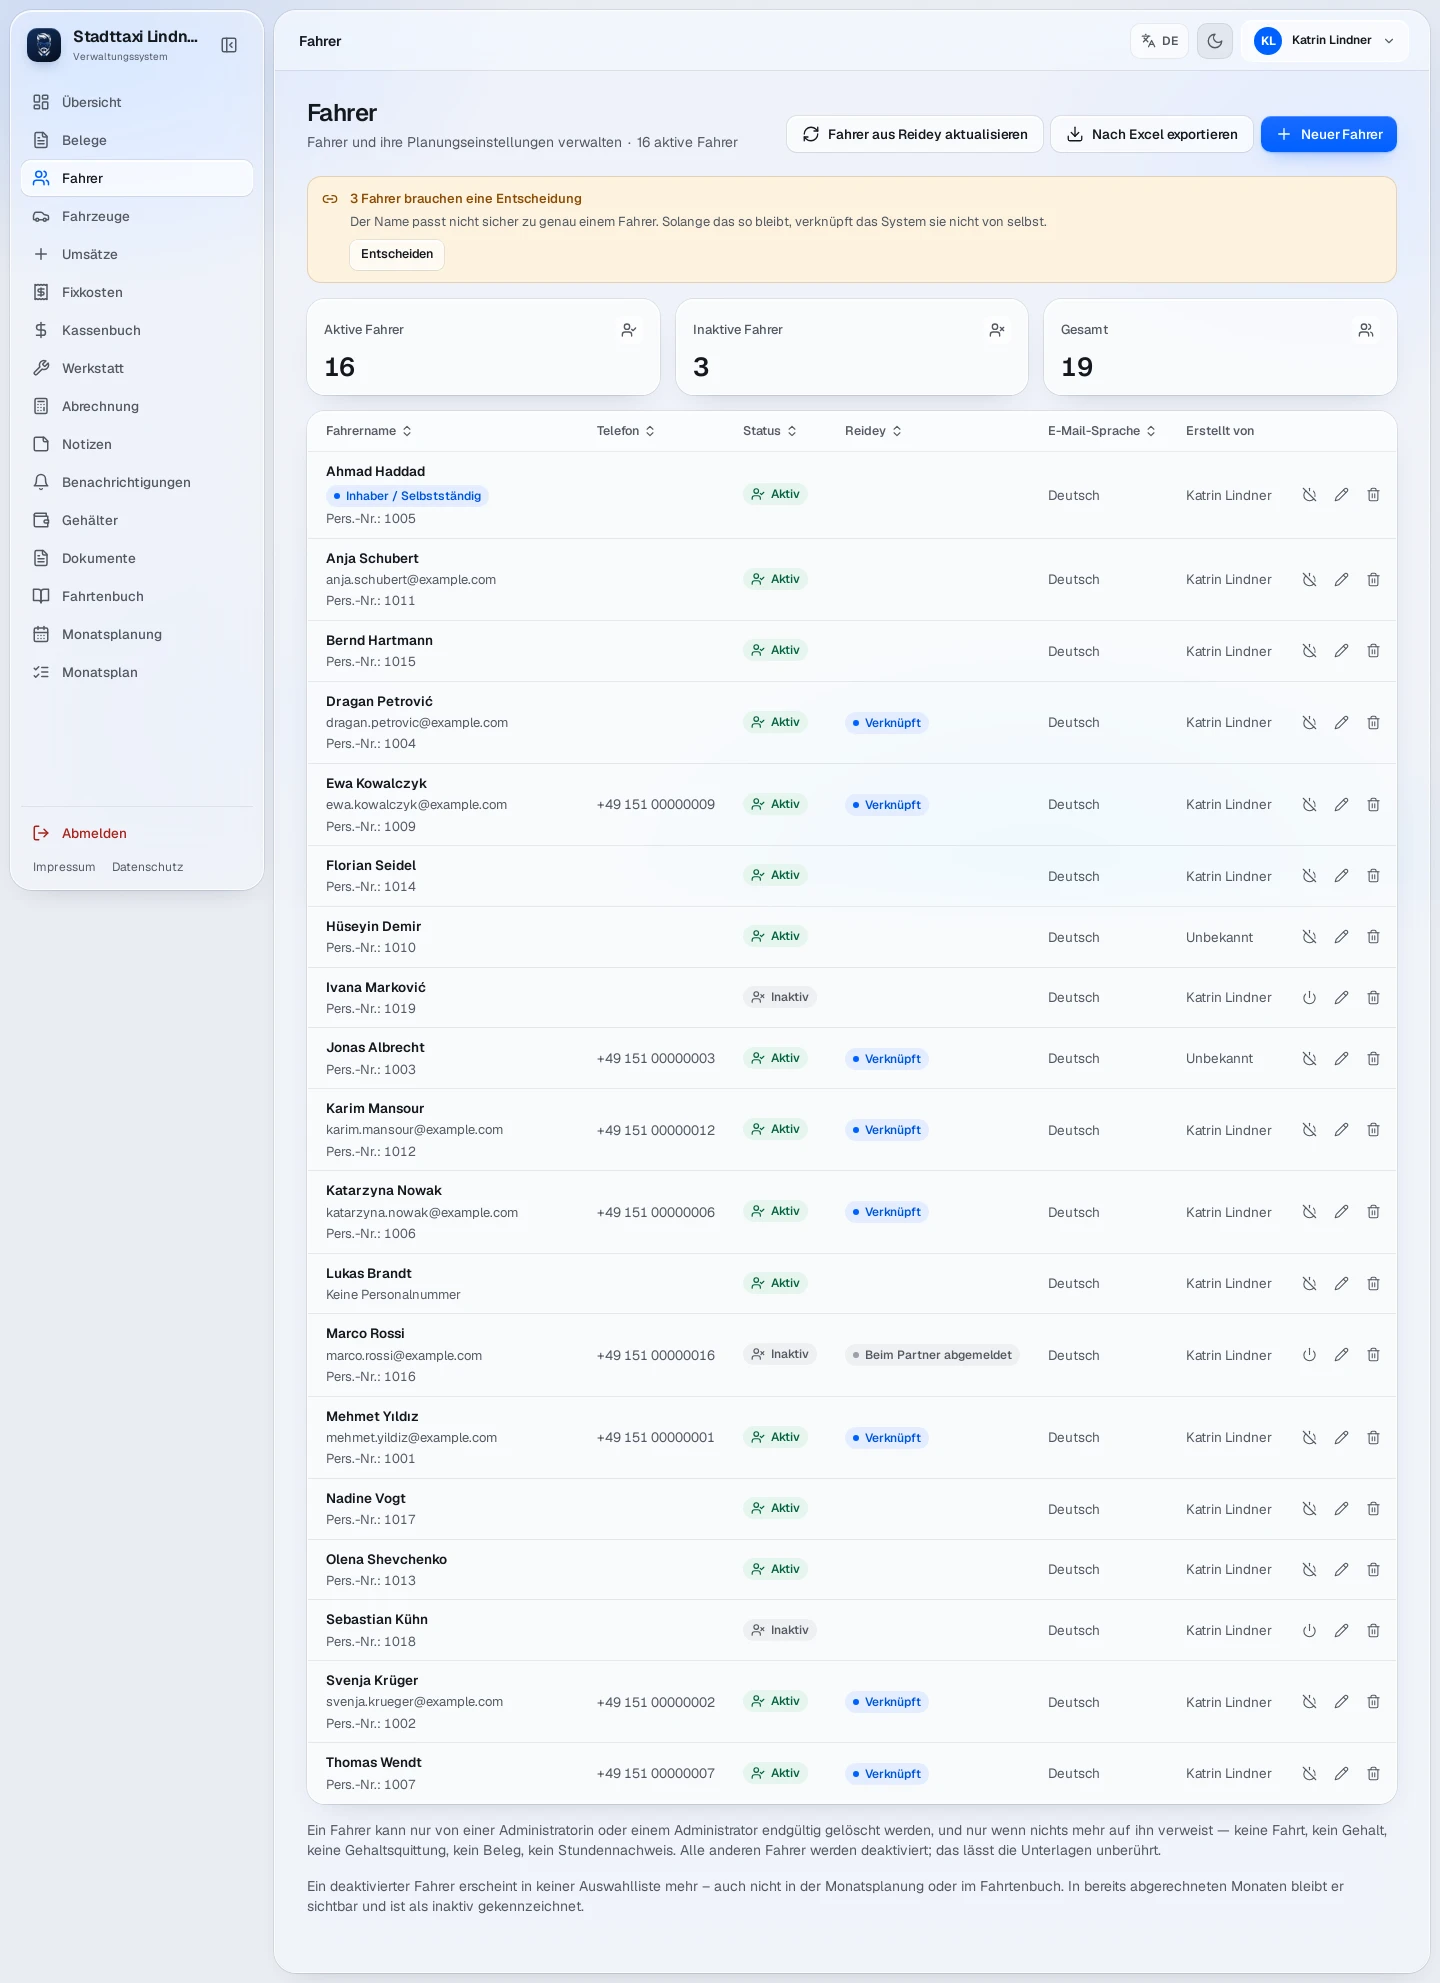 Stadttaxi Lindn...
Verwaltungssystem
Übersicht
Belege
Fahrer
Fahrzeuge
Umsätze
Fixkosten
Kassenbuch
Werkstatt
Abrechnung
Notizen
Benachrichtigungen
Gehälter
Dokumente
Fahrtenbuch
Monatsplanung
Monatsplan
Abmelden
Impressum Datenschutz
Fahrer
DE
KL Katrin Lindner
Fahrer
Fahrer und ihre Planungseinstellungen verwalten · 16 aktive Fahrer
Fahrer aus Reidey aktualisieren
Nach Excel exportieren
Neuer Fahrer
3 Fahrer brauchen eine Entscheidung
Der Name passt nicht sicher zu genau einem Fahrer. Solange das so bleibt, verknüpft das System sie nicht von selbst.
Entscheiden
Aktive Fahrer
16
Inaktive Fahrer
3
Gesamt
19
Fahrername Telefon Status Reidey E-Mail-Sprache Erstellt von
Ahmad Haddad
Inhaber / Selbstständig
Pers.-Nr.: 1005
Aktiv Deutsch Katrin Lindner
Anja Schubert
anja.schubert@example.com
Pers.-Nr.: 1011
Aktiv Deutsch Katrin Lindner
Bernd Hartmann
Pers.-Nr.: 1015
Aktiv Deutsch Katrin Lindner
Dragan Petrović
dragan.petrovic@example.com
Pers.-Nr.: 1004
Aktiv Verknüpft Deutsch Katrin Lindner
Ewa Kowalczyk
ewa.kowalczyk@example.com
Pers.-Nr.: 1009
+49 151 00000009 Aktiv Verknüpft Deutsch Katrin Lindner
Florian Seidel
Pers.-Nr.: 1014
Aktiv Deutsch Katrin Lindner
Hüseyin Demir
Pers.-Nr.: 1010
Aktiv Deutsch Unbekannt
Ivana Marković
Pers.-Nr.: 1019
Inaktiv Deutsch Katrin Lindner
Jonas Albrecht
Pers.-Nr.: 1003
+49 151 00000003 Aktiv Verknüpft Deutsch Unbekannt
Karim Mansour
karim.mansour@example.com
Pers.-Nr.: 1012
+49 151 00000012 Aktiv Verknüpft Deutsch Katrin Lindner
Katarzyna Nowak
katarzyna.nowak@example.com
Pers.-Nr.: 1006
+49 151 00000006 Aktiv Verknüpft Deutsch Katrin Lindner
Lukas Brandt
Keine Personalnummer
Aktiv Deutsch Katrin Lindner
Marco Rossi
marco.rossi@example.com
Pers.-Nr.: 1016
+49 151 00000016 Inaktiv Beim Partner abgemeldet Deutsch Katrin Lindner
Mehmet Yıldız
mehmet.yildiz@example.com
Pers.-Nr.: 1001
+49 151 00000001 Aktiv Verknüpft Deutsch Katrin Lindner
Nadine Vogt
Pers.-Nr.: 1017
Aktiv Deutsch Katrin Lindner
Olena Shevchenko
Pers.-Nr.: 1013
Aktiv Deutsch Katrin Lindner
Sebastian Kühn
Pers.-Nr.: 1018
Inaktiv Deutsch Katrin Lindner
Svenja Krüger
svenja.krueger@example.com
Pers.-Nr.: 1002
+49 151 00000002 Aktiv Verknüpft Deutsch Katrin Lindner
Thomas Wendt
Pers.-Nr.: 1007
+49 151 00000007 Aktiv Verknüpft Deutsch Katrin Lindner
Ein Fahrer kann nur von einer Administratorin oder einem Administrator endgültig gelöscht werden, und nur wenn nichts mehr auf ihn verweist — keine Fahrt, kein Gehalt,
keine Gehaltsquittung, kein Beleg, kein Stundennachweis. Alle anderen Fahrer werden deaktiviert; das lässt die Unterlagen unberührt.
Ein deaktivierter Fahrer erscheint in keiner Auswahlliste mehr – auch nicht in der Monatsplanung oder im Fahrtenbuch. In bereits abgerechneten Monaten bleibt er
sichtbar und ist als inaktiv gekennzeichnet.